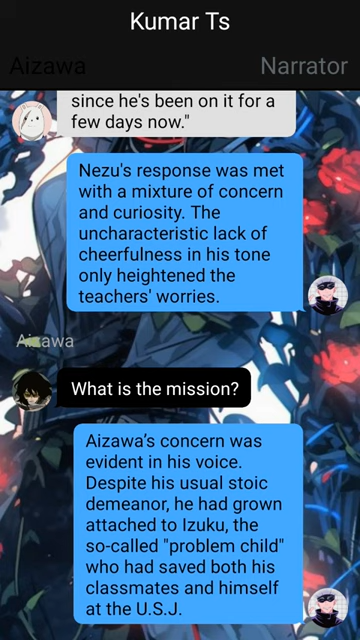 Kumar Ts
Aizawa
Narrator
since he's been on it for a
few days now."
Nezu's response was met
with a mixture of concern
and curiosity. The
uncharacteristic lack of
cheerfulness in his tone
only heightened the
teachers' worries.
Aizawa
What is the mission?
Aizawa’s concern was
evident in his voice.
Despite his usual stoic
demeanor, he had grown
attached to Izuku, the
so-called "problem child"
who had saved both his
classmates and himself
at the U.S.J.